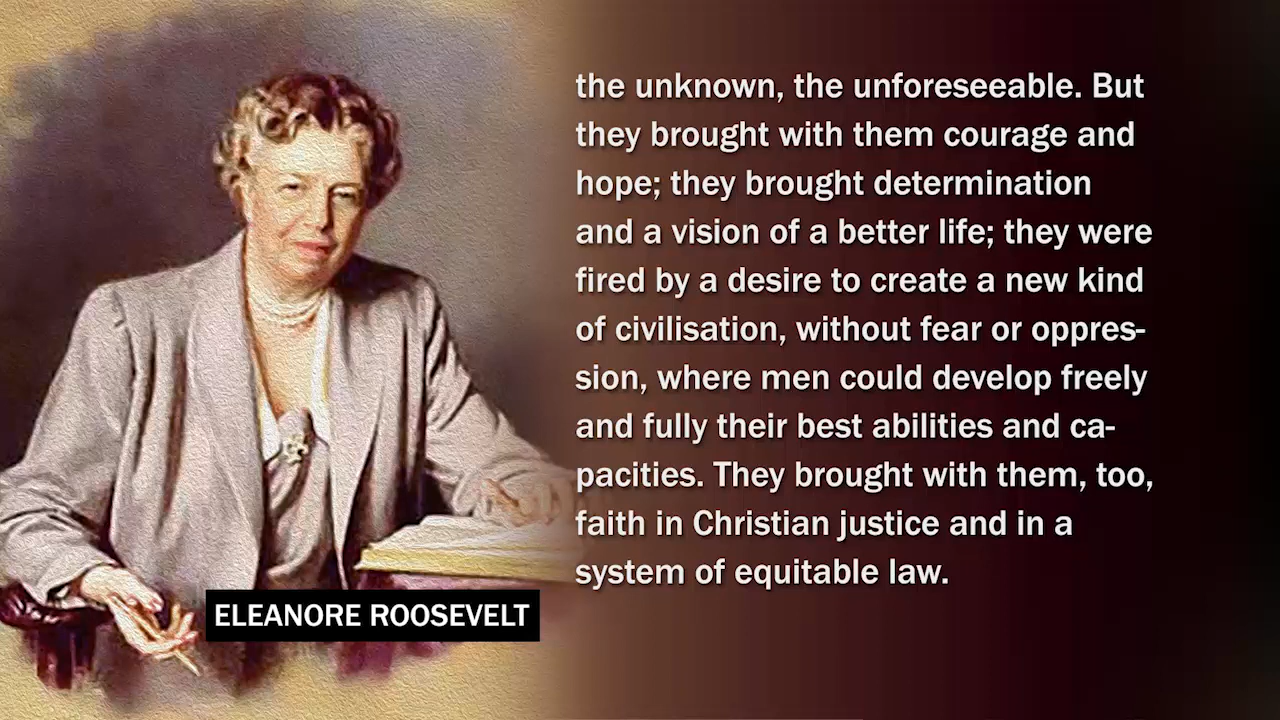 the unknown, the unforeseeable. But
they brought with them courage and
hope; they brought determination
and a vision of a better life; they were
fired by a desire to create a new kind
of civilisation, without fear or oppres-
sion, where men could develop freely
and fully their best abilities and ca-
pacities. They brought with them, too,
faith in Christian justice and in a
system of equitable law.
ELEANORE ROOSEVELT